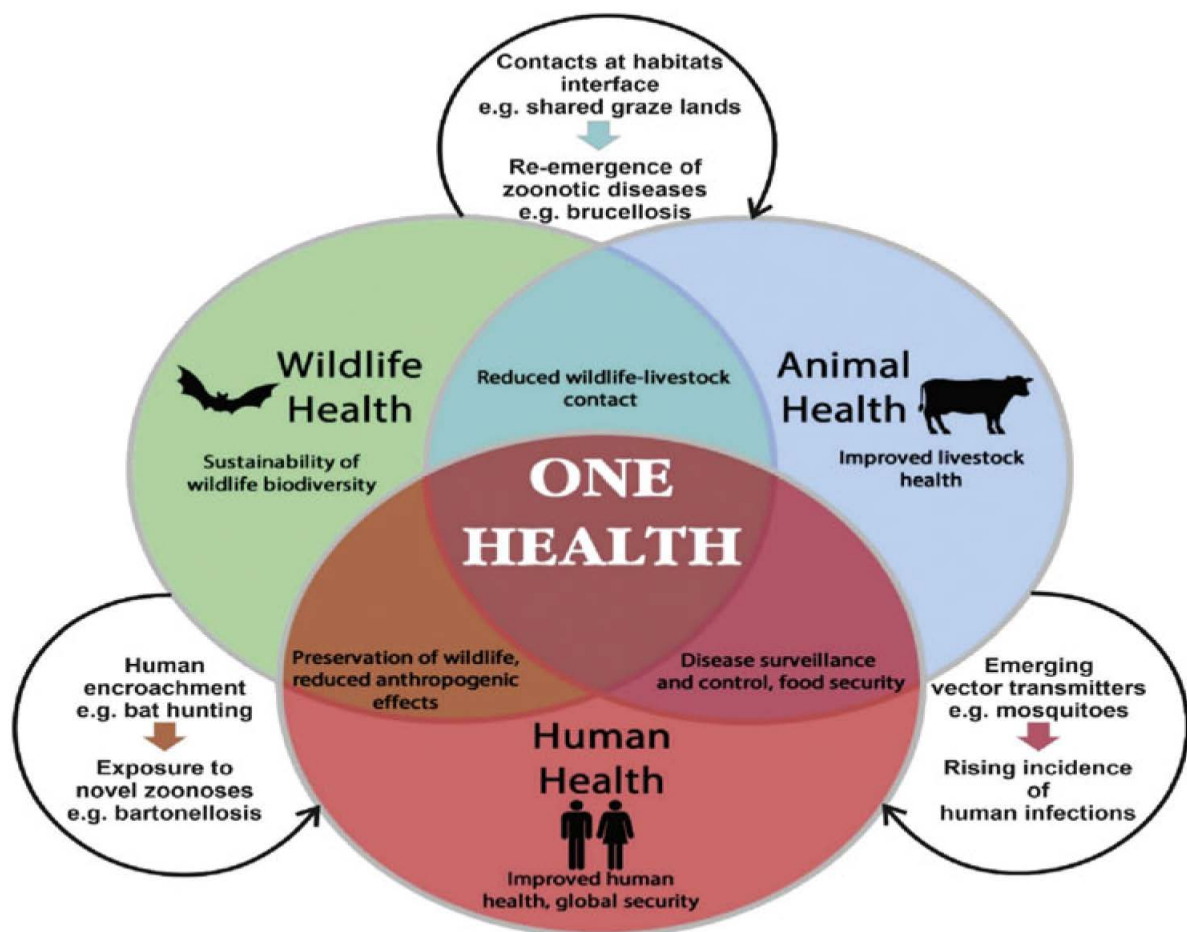 Contacts at habitats
interface
e.g. shared graze lands
Re-emergence of
zoonotic diseases
e.g. brucellosis
Wildlife
Health
Sustainability of
wildlife biodiversity
Reduced wildlife-livestock
contact
Animal
Health
Improved livestock
health
ONE
HEALTH
Human
encroachment
e.g. bat hunting
Exposure to
novel zoonoses
e.g. bartonellosis
Preservation of wildlife,
reduced anthropogenic
effects
Disease surveillance
and control, food security
Emerging
vector transmitters
e.g. mosquitoes
Rising incidence
of
human infections
Human
Health
Improved human
health, global security